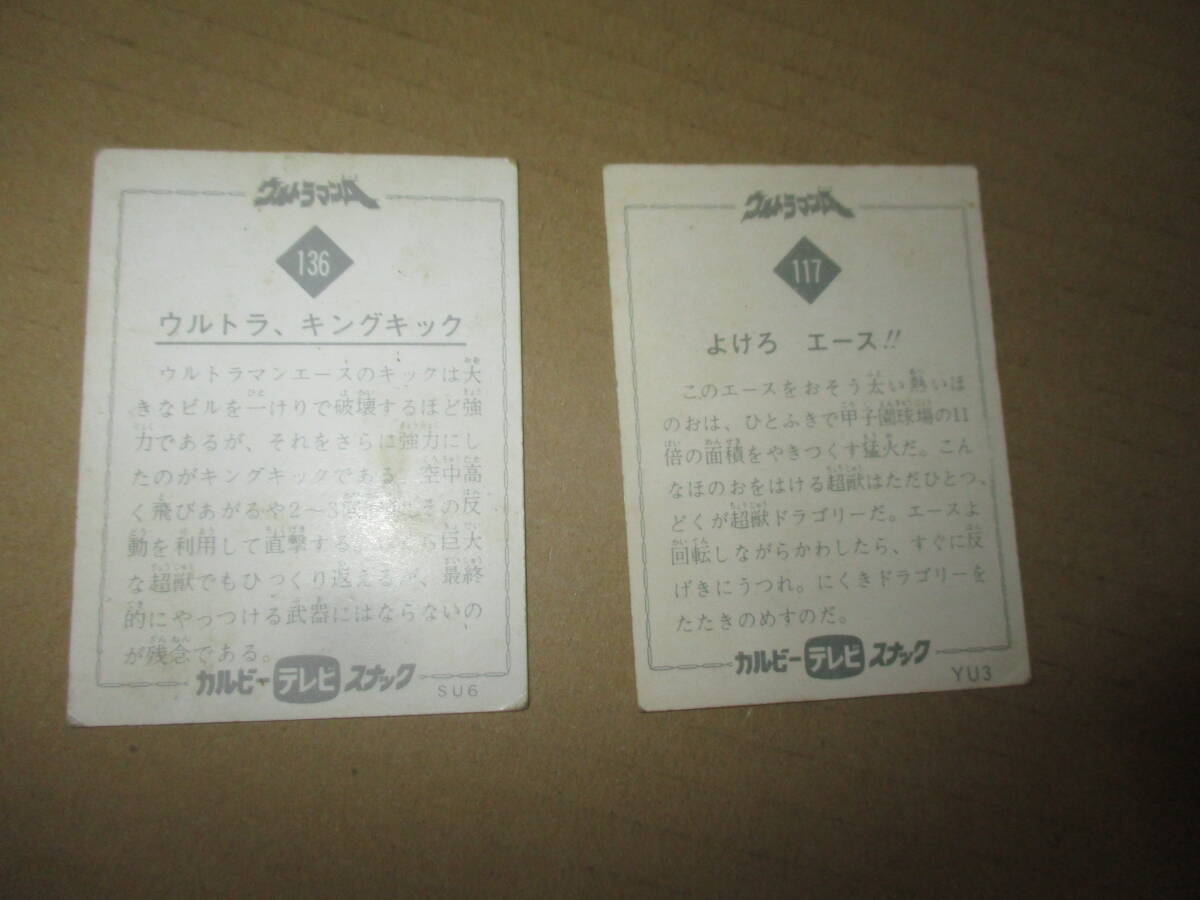 ウルトラマンA
136
ウルトラ、キングキック
ウルトラマンエースのキックは大
きなビルを一けりで破壊するほど強
力であるが、それをさらに強力にし
たのがキングキックである 空中高
く飛びあがるや2〜3 その反
動を利用して直撃する 巨大
な超獣でもひっくり返えるが、最終
的にやっつける武器にはならないの
が残念である。
カルビー テレビ スナック
SU6
ウルトラマンA
117
よけろ エース!!
このエースをおそう太い熱いほ
のおは、ひとふきで甲子園球場の11
倍の面積をやきつくす猛火だ。こん
なほのおをはける超獣はただひとつ、
どくが超獣ドラゴリーだ。エースよ
回転しながらかわしたら、すぐに反
げきにうつれ。にくきドラゴリーを
たたきのめすのだ。
カルビー テレビ スナック
YU3